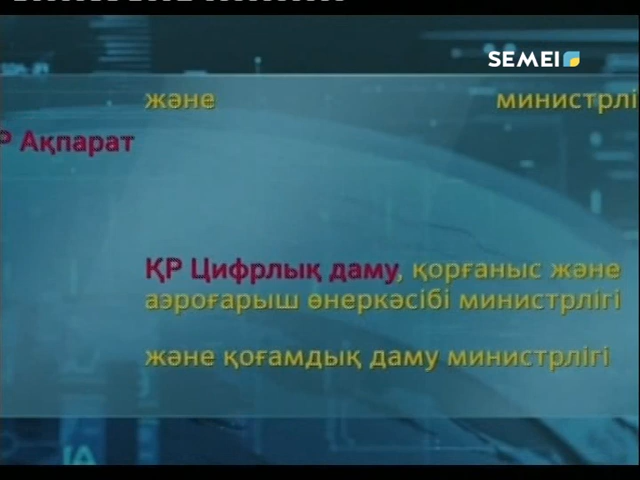 SEMEI
және министрлі
Р Ақпарат
ҚР Цифрлық даму, қорғаныс және
аэроғарыш өнеркәсібі министрлігі
және қоғамдық даму министрлігі